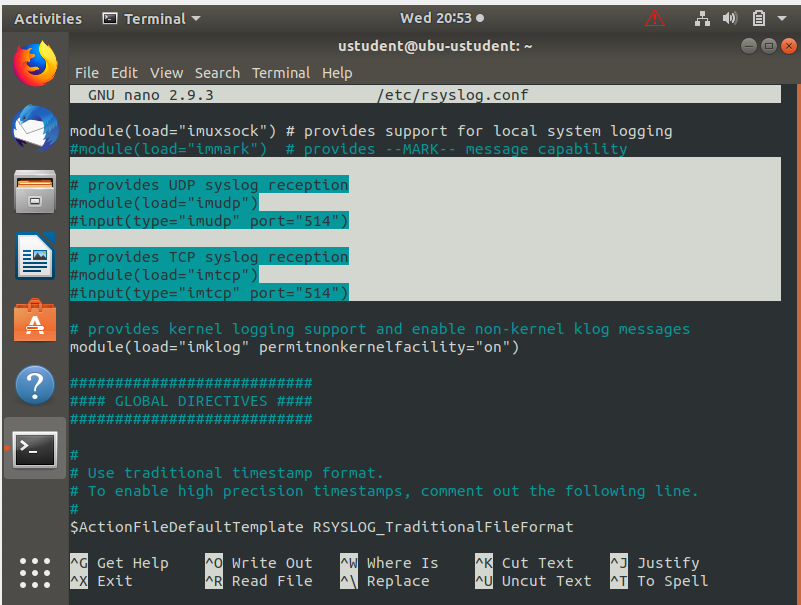 Activities Terminal Wed 20:53
ustudent@ubu-ustudent: ~
File Edit View Search Terminal Help
GNU nano 2.9.3 /etc/rsyslog.conf
module(load="imuxsock") # provides support for local system logging
#module(load="immark")  # provides --MARK-- message capability
# provides UDP syslog reception
#module(load="imudp")
#input(type="imudp" port="514")
# provides TCP syslog reception
#module(load="imtcp")
#input(type="imtcp" port="514")
# provides kernel logging support and enable non-kernel klog messages
module(load="imklog" permitnonkernelfacility="on")
###########################
#### GLOBAL DIRECTIVES ####
###########################
#
# Use traditional timestamp format.
# To enable high precision timestamps, comment out the following line.
#
$ActionFileDefaultTemplate RSYSLOG_TraditionalFileFormat
^G Get Help ^O Write Out ^W Where Is ^K Cut Text ^J Justify
^X Exit ^R Read File ^\ Replace ^U Uncut Text ^T To Spell